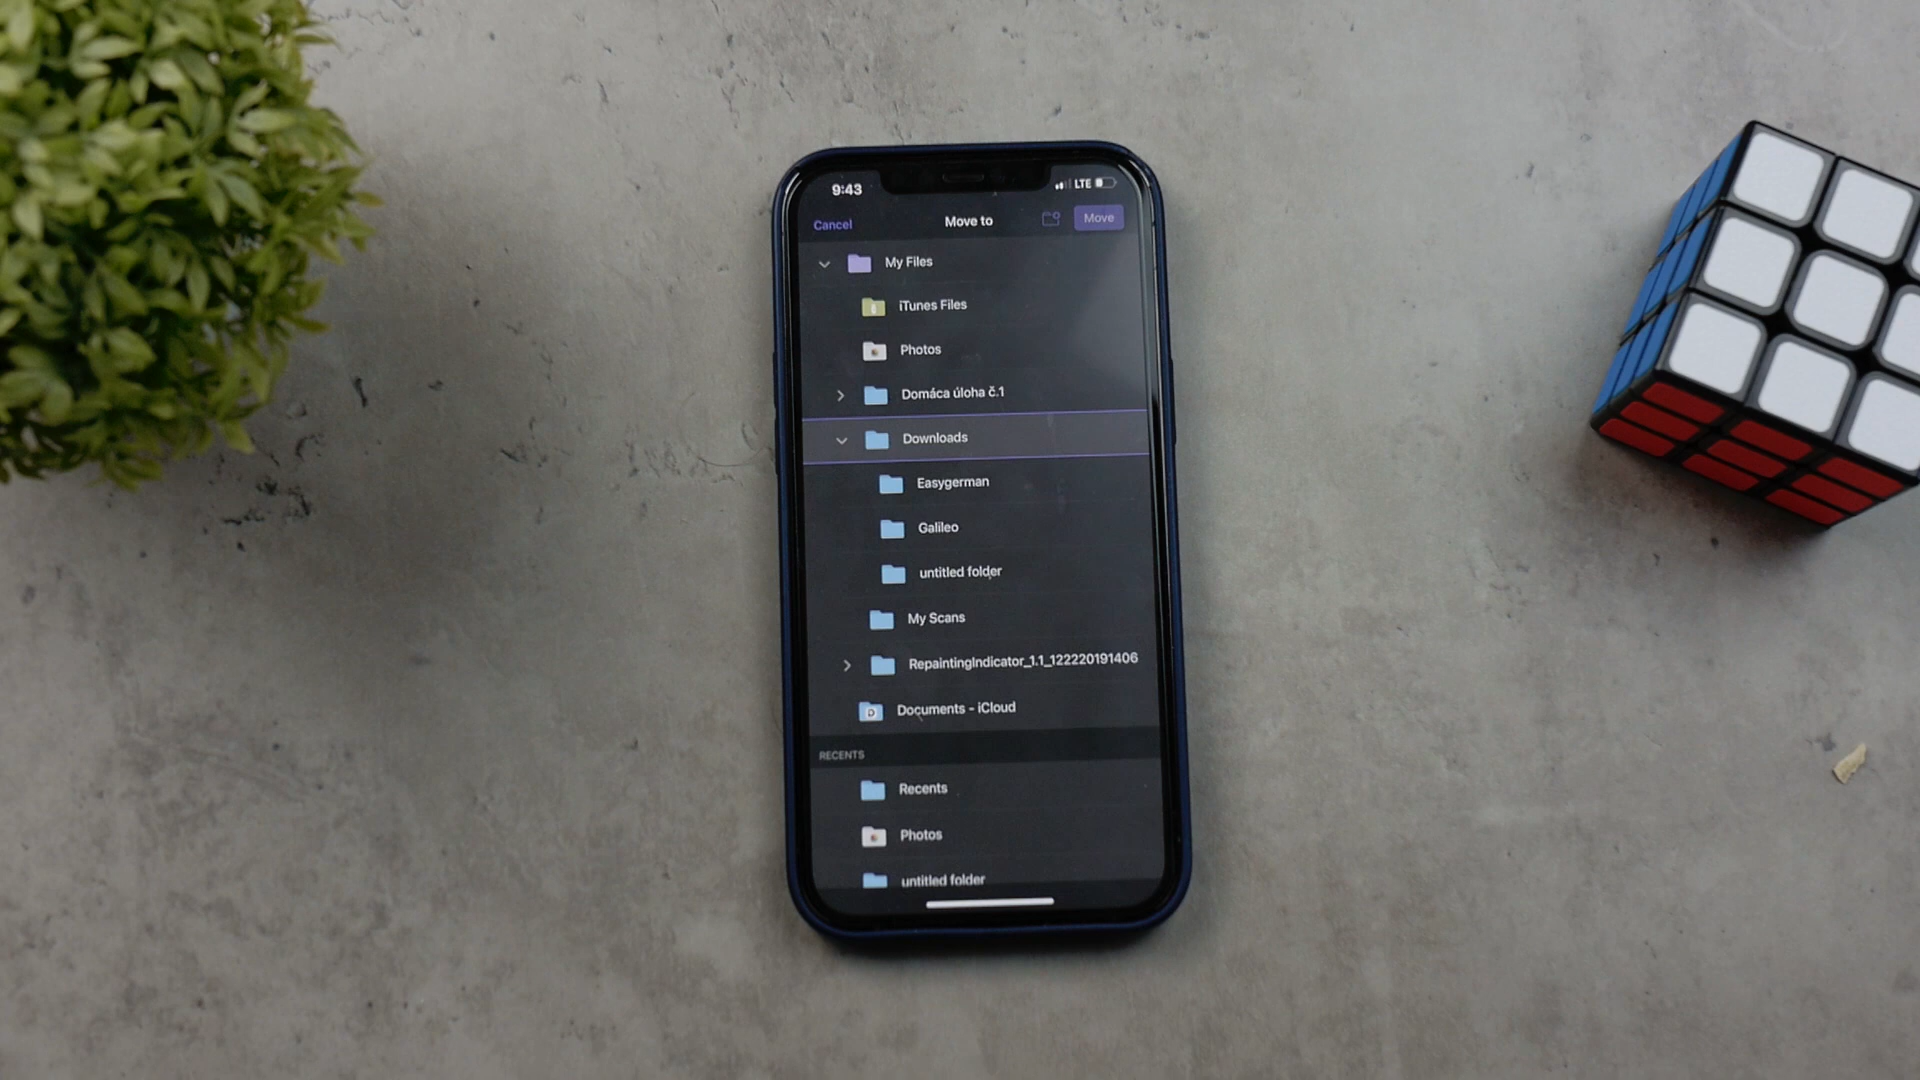 9:43
LTE
Cancel
Move to
Move
My Files
iTunes Files
Photos
Domáca úloha č.1
Downloads
Easygerman
Galileo
untitled folder
My Scans
RepaintingIndicator_1.1_122220191406
Documents - iCloud
RECENTS
Recents
Photos
untitled folder